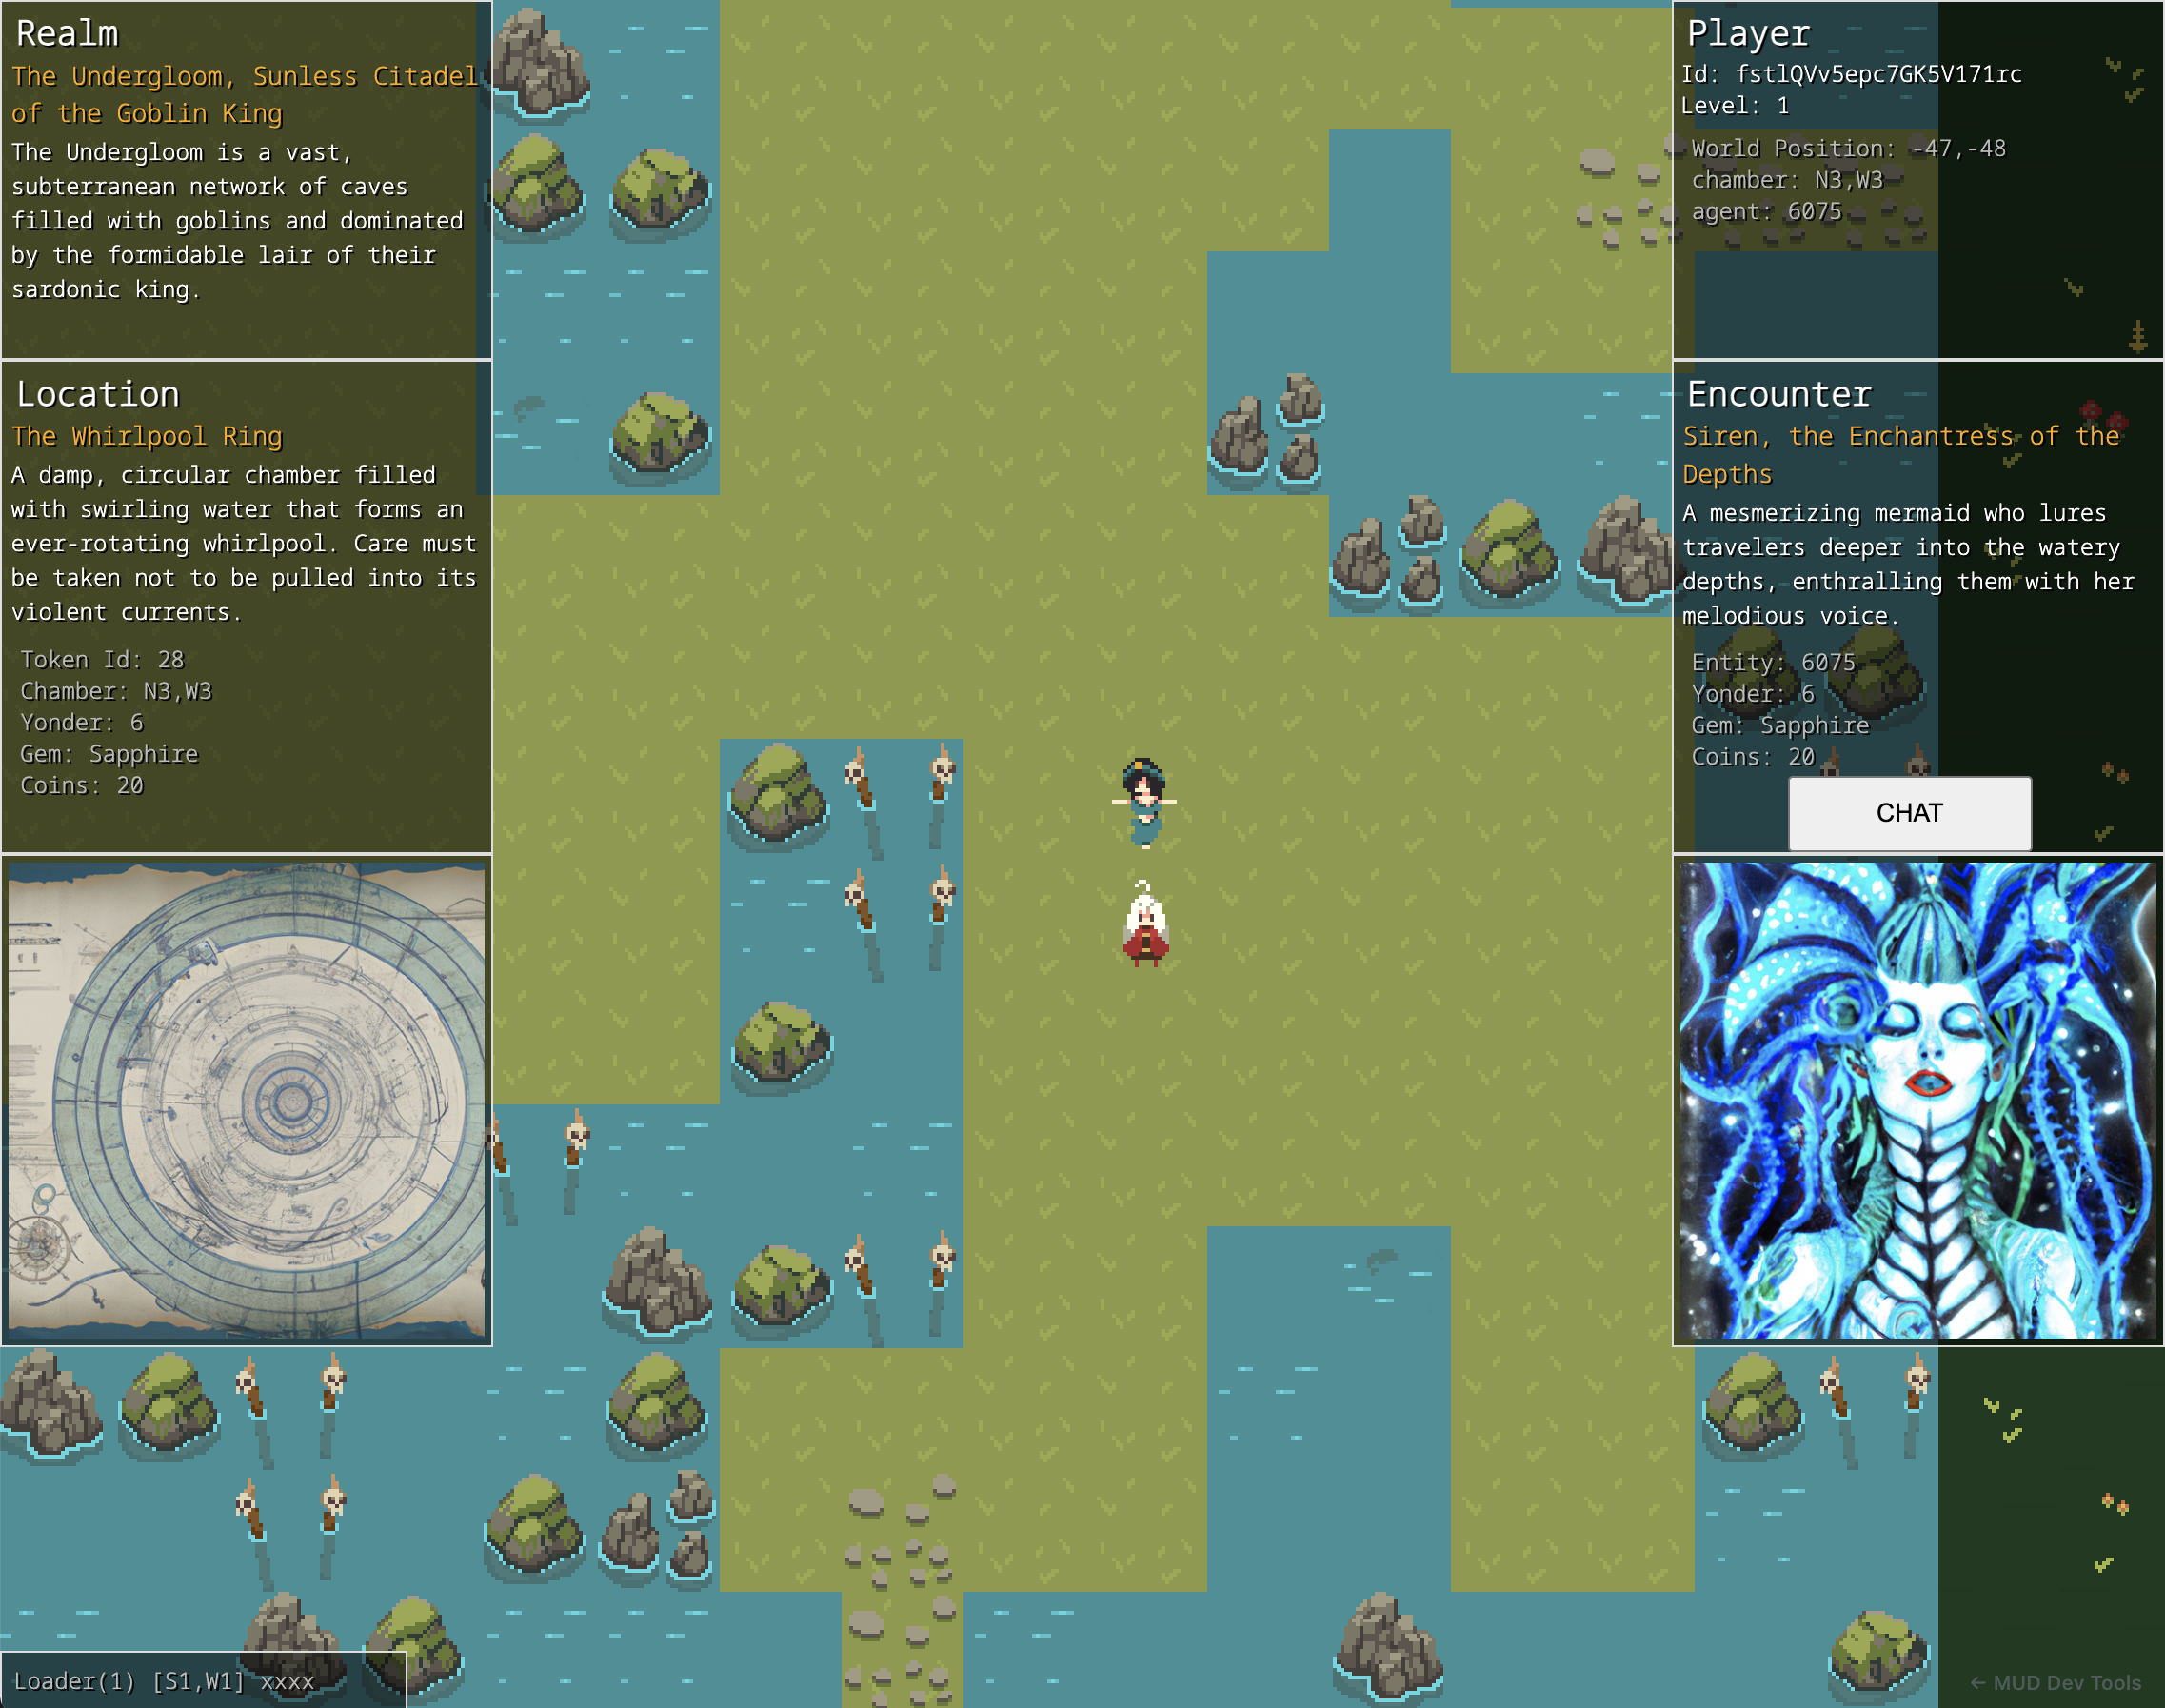 Realm
The Undergloom, Sunless Citadel
of the Goblin King
The Undergloom is a vast,
subterranean network of caves
filled with goblins and dominated
by the formidable lair of their
sardonic king.
Location
The Whirlpool Ring
A damp, circular chamber filled
with swirling water that forms an
ever-rotating whirlpool. Care must
be taken not to be pulled into its
violent currents.
Token Id: 28
Chamber: N3,W3
Yonder: 6
Gem: Sapphire
Coins: 20
Loader(1) [S1,W1] xxxx
Player
Id: fstlQVv5epc7GK5V171rc
Level: 1
World Position: -47,-48
chamber: N3,W3
agent: 6075
Encounter
Siren, the Enchantress of the
Depths
A mesmerizing mermaid who lures
travelers deeper into the watery
depths, enthralling them with her
melodious voice.
Entity: 6075
Yonder: 6
Gem: Sapphire
Coins: 20
CHAT
← MUD Dev Tools